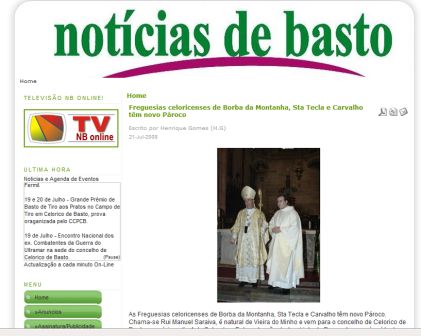 notícias de basto
Home
TELEVISÃO NB ONLINE!
TV
NB online
ÚLTIMA HORA
Notícias e Agenda de Eventos
Fermil
19 e 20 de Julho - Grande Prêmio
de Basto de Tiro aos Pratos no Campo de
Tiro em Celorico de Basto, prova
oraganizada pelo CCPCB.
19 de Julho - Encontro Nacional dos
ex. Combatentes da Guerra do
Ultramar na sede do concelho de
Celorico de Basto
(Pause)
Actualização a cada minuto On-Line
MENU
Home
»Anúncios
»Assinatura/Publicidade
Home
Freguesias celoricenses de Borba da Montanha, Sta Tecla e Carvalho
têm novo Pároco
Escrito por Henrique Gomes (H.G)
21-Jul-2008
As Freguesias celoricenses de Borba da Montanha, Sta Tecla e Carvalho têm novo Pároco.
Chama-se Rui Manuel Saraiva, é natural de Vieira do Minho e vem para o concelho de Celorico de